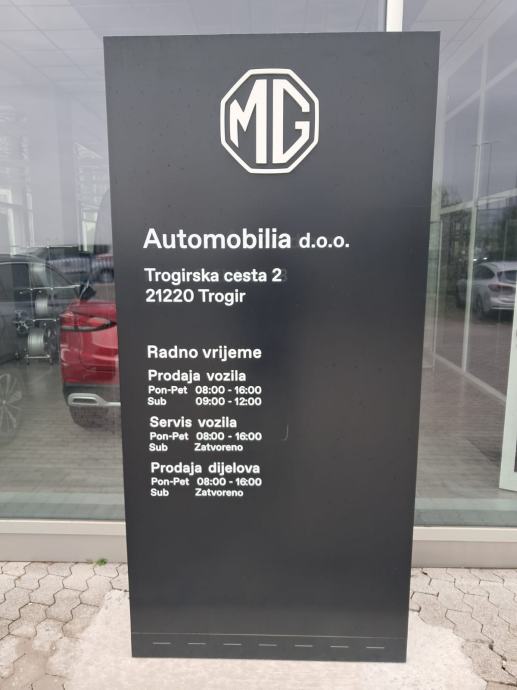 MG
Automobilia d.o.o.
Trogirska cesta 2
21220 Trogir
Radno vrijeme
Prodaja vozila
Pon-Pet 08:00 - 16:00
Sub 09:00 - 12:00
Servis vozila
Pon-Pet 08:00 - 16:00
Sub Zatvoreno
Prodaja dijelova
Pon-Pet 08:00 - 16:00
Sub Zatvoreno